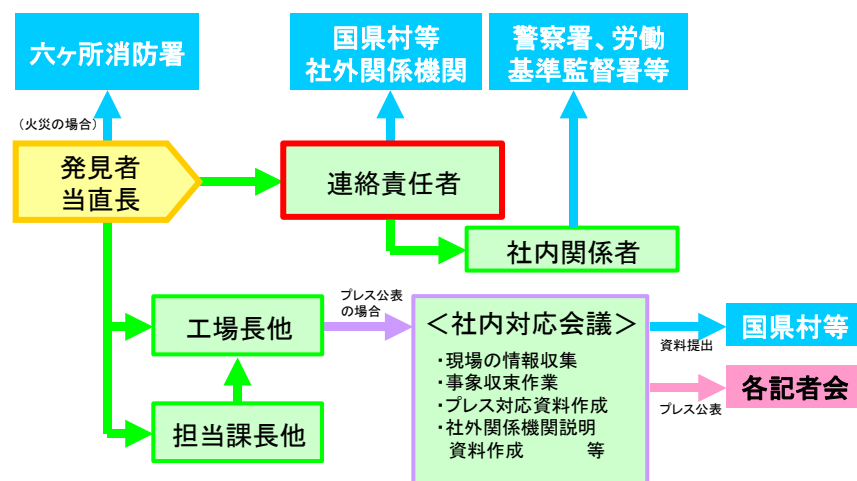 六ヶ所消防署
国県村等
社外関係機関
警察署、労働
基準監督署等
（火災の場合）
発見者
当直長
連絡責任者
社内関係者
工場長他
プレス公表
の場合
＜社内対応会議＞
・現場の情報収集
・事象収束作業
・プレス対応資料作成
・社外関係機関説明
資料作成　　　等
資料提出
国県村等
プレス公表
各記者会
担当課長他